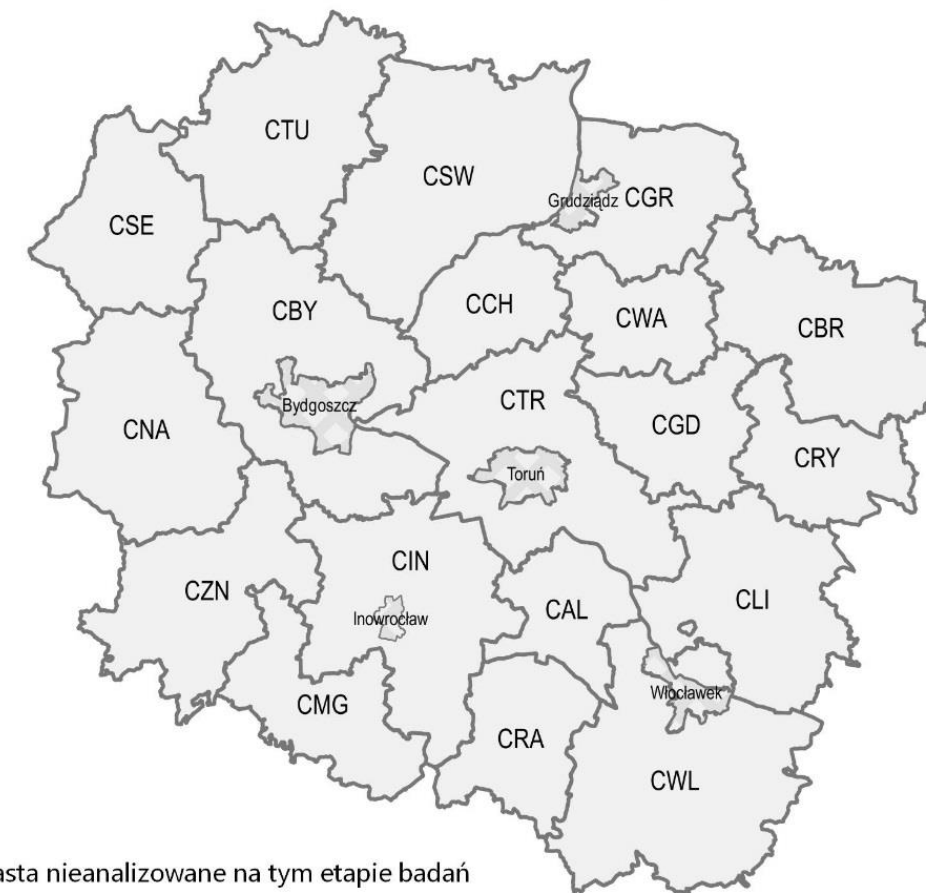 CTU
CSW
Grudziądz
CGR
CSE
CCH
CBY
CWA
CBR
CTR
Bydgoszcz
CGD
CNA
CRY
Toruń
CIN
CZN
CLI
CAL
Inowrocław
Włocławek
CMG
CRA
CWL
asta nieanalizowane na tym etapie badań